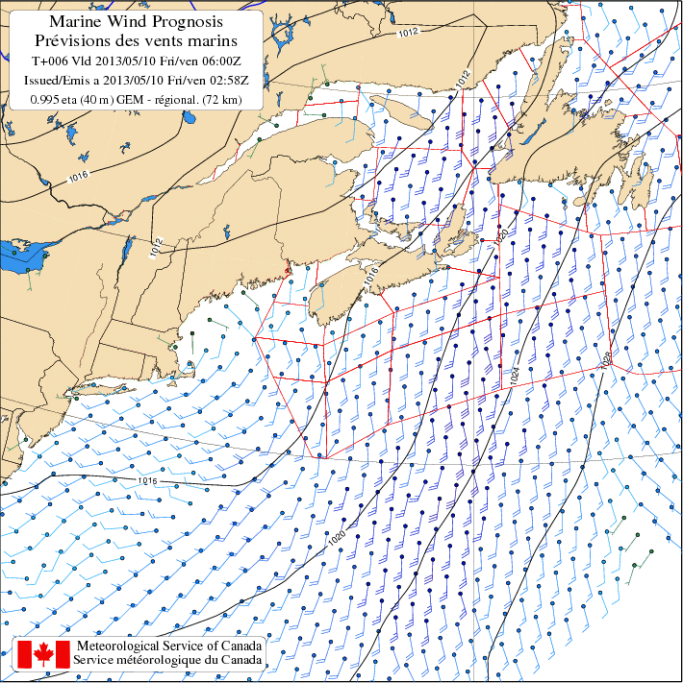 Marine Wind Prognosis
Prévisions des vents marins
T+006 Vld 2013/05/10 Fri/ven 06:00Z
Issued/Emis a 2013/05/10 Fri/ven 02:58Z
0.995 eta (40 m) GEM - régional. (72 km)
1012
1012
1016
1012
1020
1016
1028
1024
1016
1020
Meteorological Service of Canada
Service météorologique du Canada